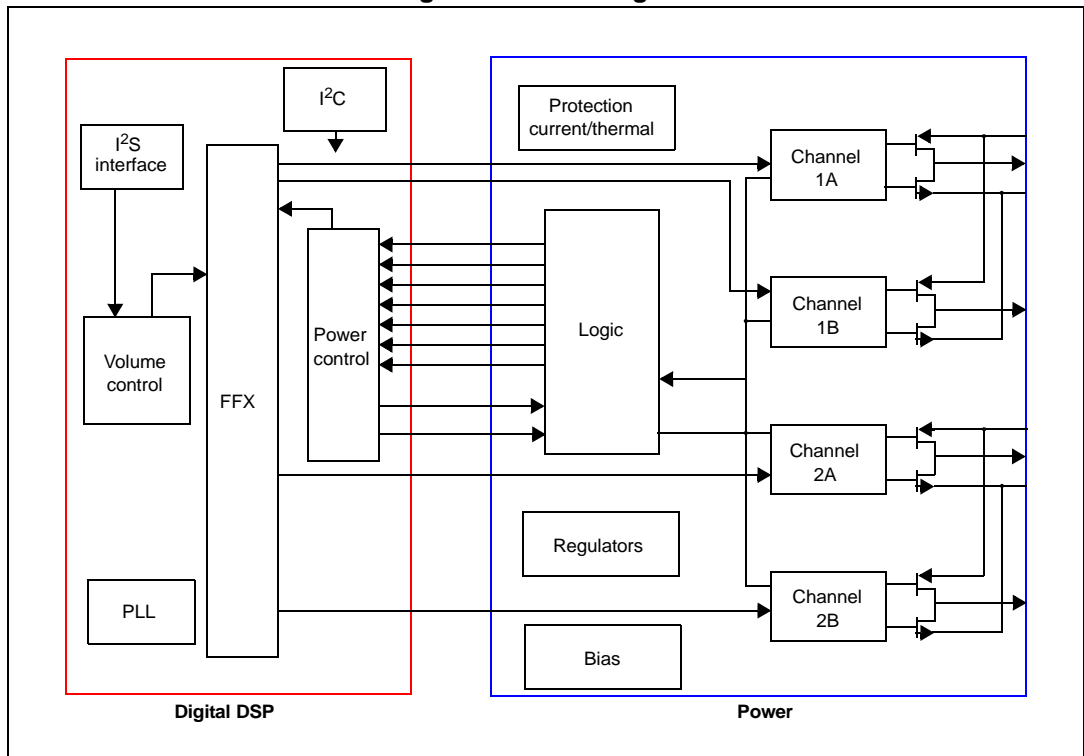 I²C
Protection
current/thermal
I²S
interface
Channel
1A
Channel
1B
Logic
Power
control
Volume
control
FFX
Channel
2A
Regulators
PLL
Channel
2B
Bias
Digital DSP
Power